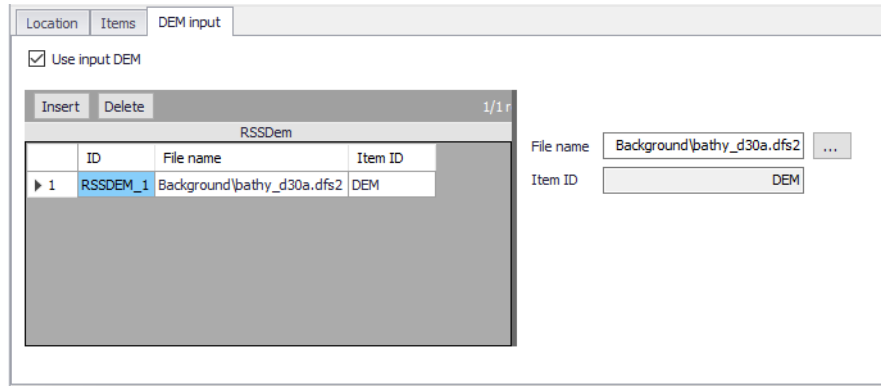 Location Items DEM input
Use input DEM
Insert Delete 1/1 r
RSSDem
ID File name Item ID
1 RSSDEM_1 Background\bathy_d30a.dfs2 DEM
File name Background\bathy_d30a.dfs2 ...
Item ID DEM